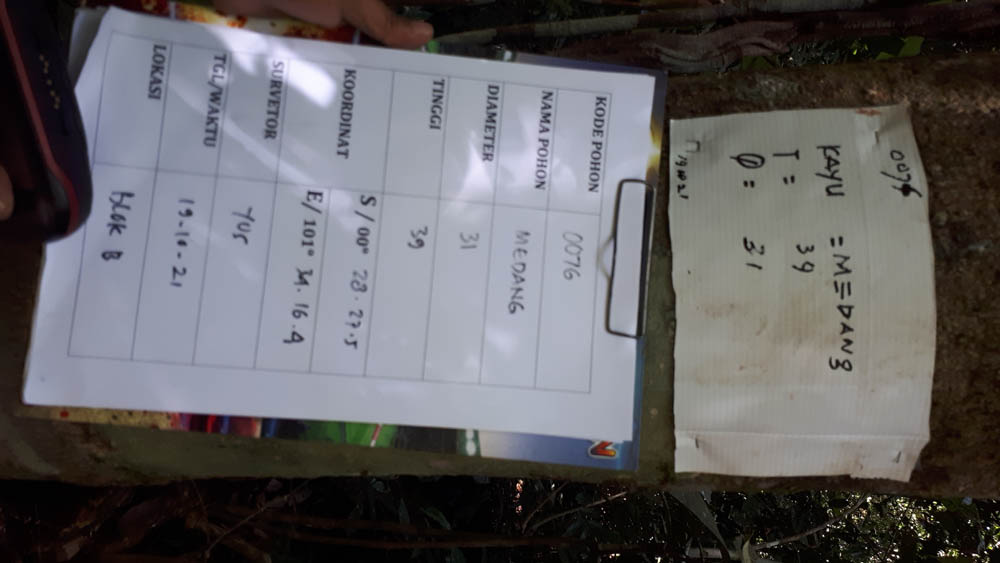 0076
KAYU = MEDANG
T = 39
Ø = 31
19 10 21
N
KODE POHON 0076
NAMA POHON MEDANG
DIAMETER 31
TINGGI 39
KOORDINAT S / 00° 28.27.5
E/ 101° 34.16.4
SURVETOR YUS
TGL/WAKTU 19-10-21
LOKASI BLOK B